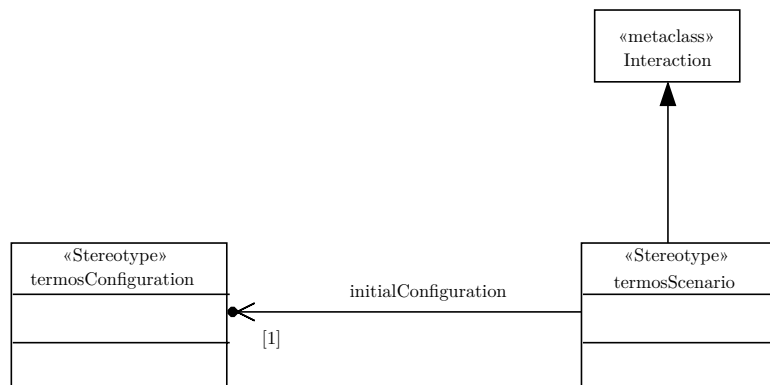 «metaclass»
Interaction
«Stereotype»
termosConfiguration
initialConfiguration
[1]
«Stereotype»
termosScenario